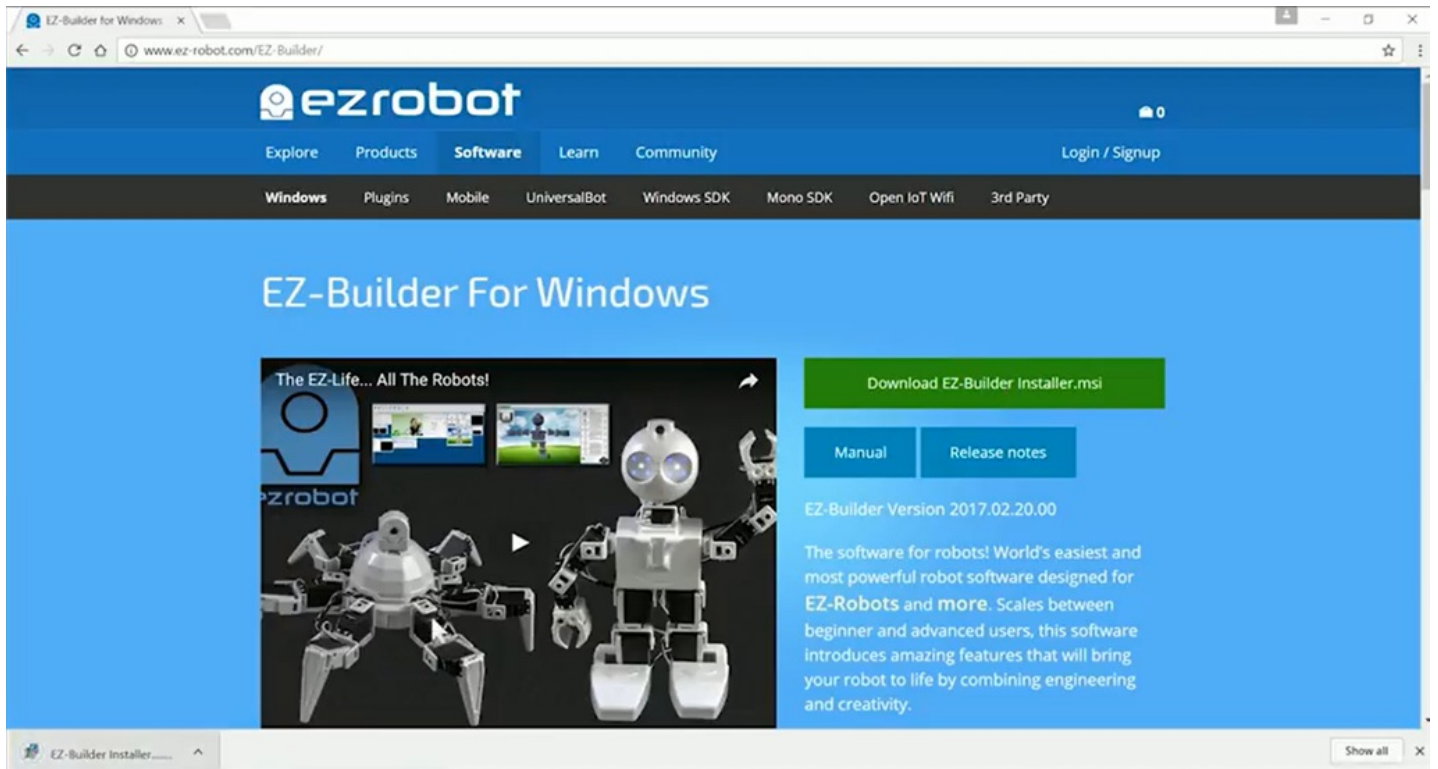 EZ-Builder for Windows
www.ez-robot.com/EZ-Builder/
ezrobot
0
Explore Products Software Learn Community Login / Signup
Windows Plugins Mobile UniversalBot Windows SDK Mono SDK Open IoT Wifi 3rd Party
EZ-Builder For Windows
The EZ-Life... All The Robots!
ezrobot
Download EZ-Builder Installer.msi
Manual Release notes
EZ-Builder Version 2017.02.20.00
The software for robots! World's easiest and
most powerful robot software designed for
EZ-Robots and more. Scales between
beginner and advanced users, this software
introduces amazing features that will bring
your robot to life by combining engineering
and creativity.
EZ-Builder Installer......
Show all